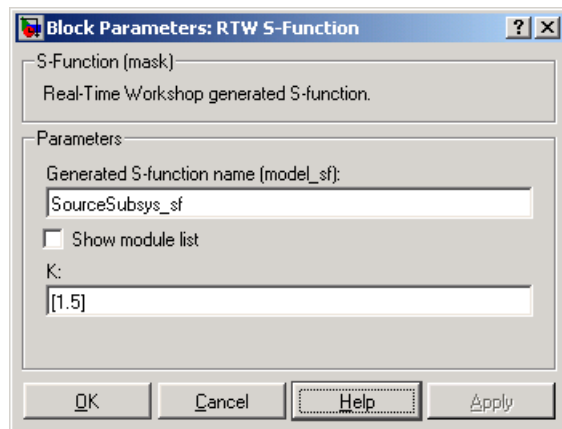 Block Parameters: RTW S-Function
S-Function (mask)
Real-Time Workshop generated S-function.
Parameters
Generated S-function name (model_sf):
SourceSubsys_sf
Show module list
K:
[1.5]
OK Cancel Help Apply